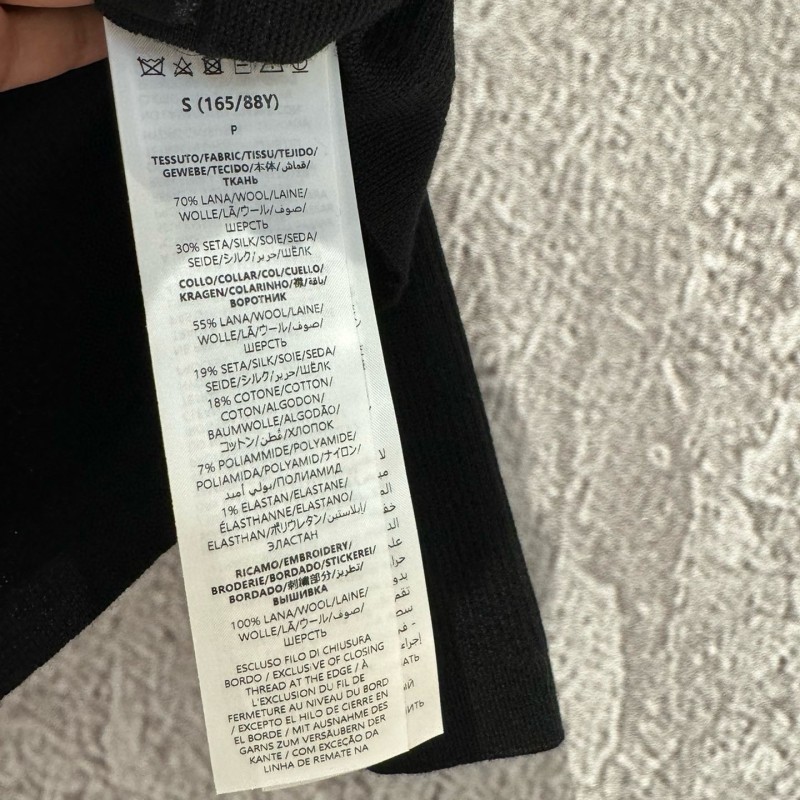 S (165/88Y)
P
TESSUTO/FABRIC/TISSU/TEJIDO/
GEWEBE/TECIDO/本体/قماش/
ТКАНЬ
70% LANA/WOOL/LAINE/
WOLLE/LÃ/ウール/صوف/
ШЕРСТЬ
30% SETA/SILK/SOIE/SEDA/
SEIDE/シルク/حرير/ШЁЛК
COLLO/COLLAR/COL/CUELLO/
KRAGEN/COLARINHO/襟/ياقة/
ВОРОТНИК
55% LANA/WOOL/LAINE/
WOLLE/LÃ/ウール/صوف/
ШЕРСТЬ
19% SETA/SILK/SOIE/SEDA/
SEIDE/シルク/حرير/ШЁЛК
18% COTONE/COTTON/
COTON/ALGODON/
BAUMWOLLE/ALGODÃO/
コットン/قطن/ХЛОПОК
7% POLIAMMIDE/POLYAMIDE/
POLIAMIDA/POLYAMID/ナイロン/
بولي أميد/ПОЛИАМИД
1% ELASTAN/ELASTANE/
ÉLASTHANNE/ELASTANO/
ELASTHAN/ポリウレタン/إيلاستين/
ЭЛАСТАН
RICAMO/EMBROIDERY/
BRODERIE/BORDADO/STICKEREI/
BORDADO/刺繍部分/تطريز/
ВЫШИВКА
100% LANA/WOOL/LAINE/
WOLLE/LÃ/ウール/صوف/
ШЕРСТЬ
ESCLUSO FILO DI CHIUSURA
BORDO / EXCLUSIVE OF CLOSING
THREAD AT THE EDGE / À
L'EXCLUSION DU FIL DE
FERMETURE AU NIVEAU DU BORD
/ EXCEPTO EL HILO DE CIERRE EN
EL BORDE / MIT AUSNAHME DES
GARNS ZUM VERSÄUBERN DER
KANTE / COM EXCEÇÃO DA
LINHA DE REMATE NA